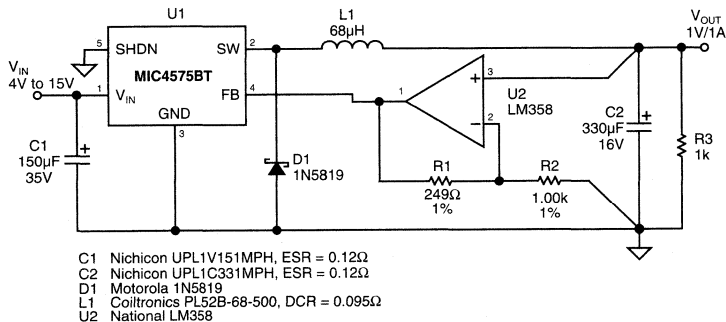 U1
L1
68µH
VOUT
1V/1A
5 SHDN SW 2
VIN
4V to 15V
MIC4575BT
1 VIN FB 4
GND
3
1
+ 3
− 2
U2
LM358
C1
150µF
35V
+
D1
1N5819
R1
249Ω
1%
R2
1.00k
1%
C2
330µF
16V
+
R3
1k
C1 Nichicon UPL1V151MPH, ESR = 0.12Ω
C2 Nichicon UPL1C331MPH, ESR = 0.12Ω
D1 Motorola 1N5819
L1 Coiltronics PL52B-68-500, DCR = 0.095Ω
U2 National LM358